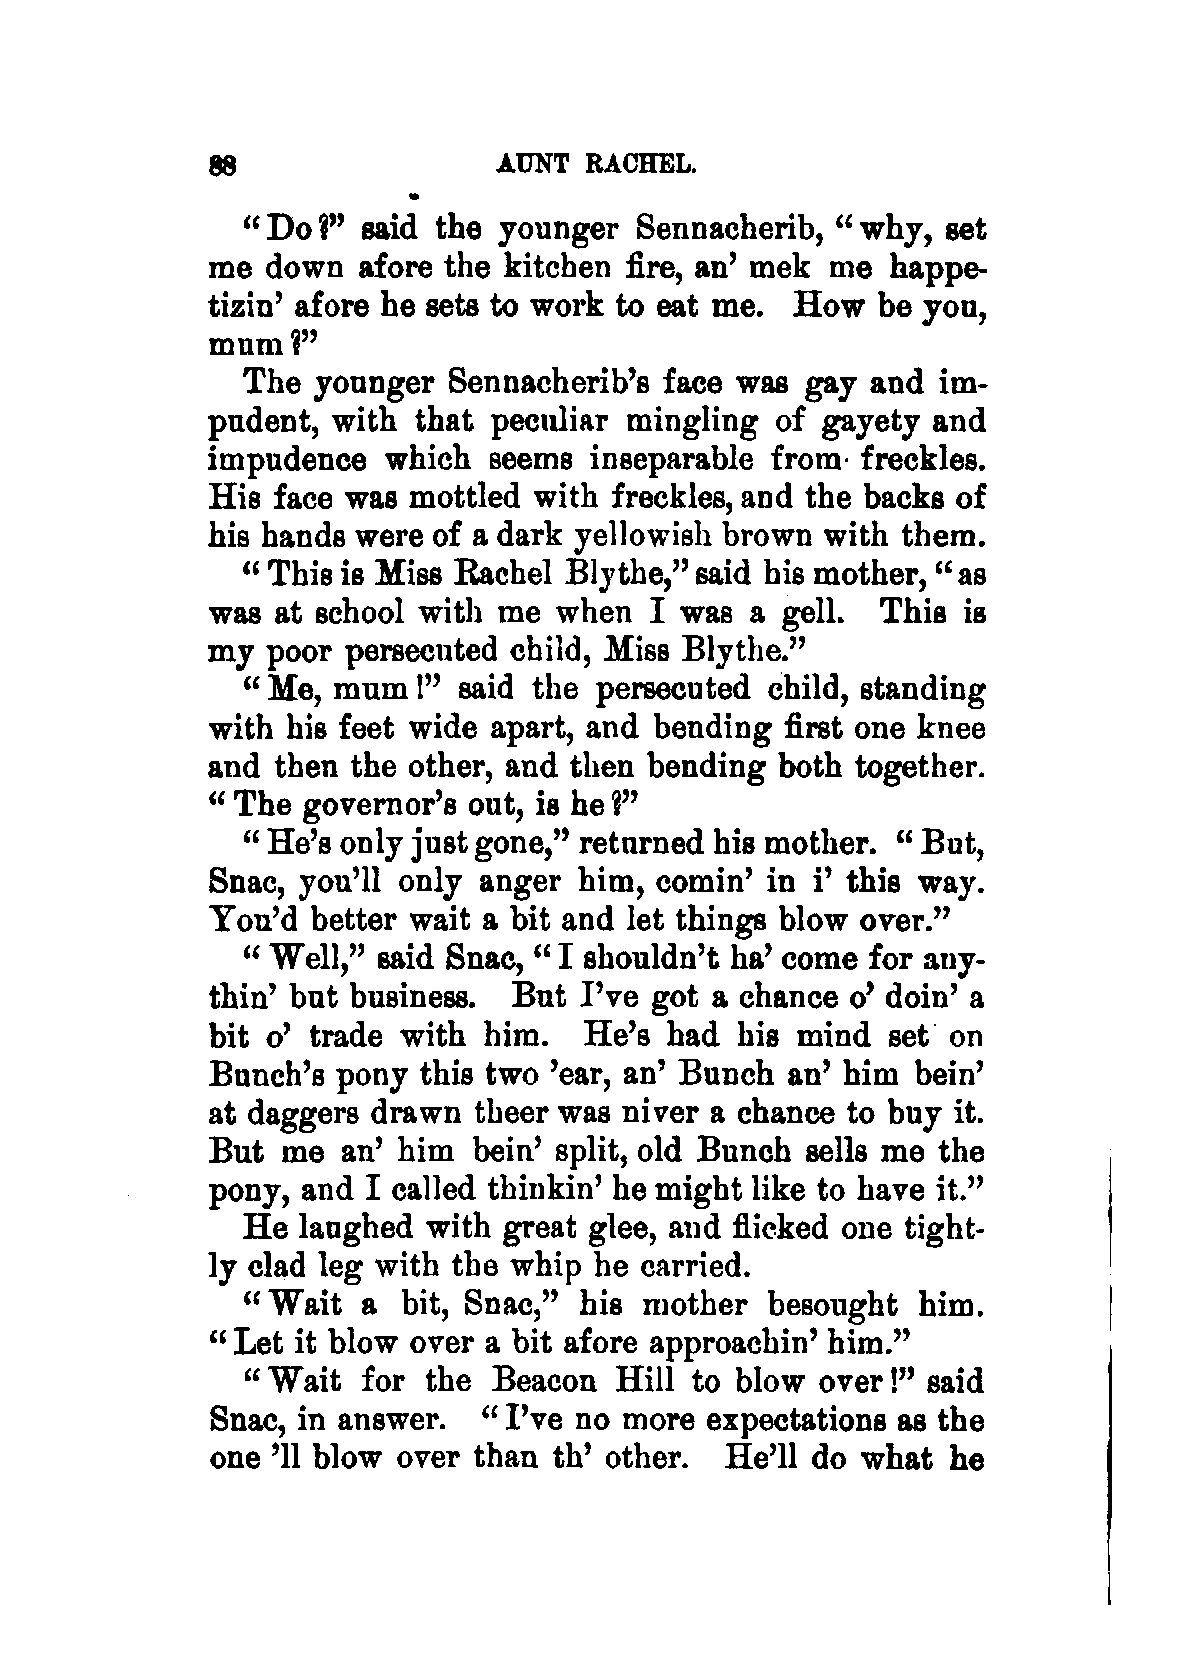 88 AUNT RACHEL.
“Do?” said the younger Sennacherib, “why, set
me down afore the kitchen fire, an’ mek me happe-
tizin’ afore he sets to work to eat me. How be you,
mum?”
The younger Sennacherib’s face was gay and im-
pudent, with that peculiar mingling of gayety and
impudence which seems inseparable from freckles.
His face was mottled with freckles, and the backs of
his hands were of a dark yellowish brown with them.
“This is Miss Rachel Blythe,” said his mother, “as
was at school with me when I was a gell. This is
my poor persecuted child, Miss Blythe.”
“Me, mum!” said the persecuted child, standing
with his feet wide apart, and bending first one knee
and then the other, and then bending both together.
“The governor’s out, is he?”
“He’s only just gone,” returned his mother. “But,
Snac, you’ll only anger him, comin’ in i’ this way.
You’d better wait a bit and let things blow over.”
“Well,” said Snac, “I shouldn’t ha’ come for any-
thin’ but business. But I’ve got a chance o’ doin’ a
bit o’ trade with him. He’s had his mind set on
Bunch’s pony this two ’ear, an’ Bunch an’ him bein’
at daggers drawn theer was niver a chance to buy it.
But me an’ him bein’ split, old Bunch sells me the
pony, and I called thinkin’ he might like to have it.”
He laughed with great glee, and flicked one tight-
ly clad leg with the whip he carried.
“Wait a bit, Snac,” his mother besought him.
“Let it blow over a bit afore approachin’ him.”
“Wait for the Beacon Hill to blow over!” said
Snac, in answer. “I’ve no more expectations as the
one ’ll blow over than th’ other. He’ll do what he